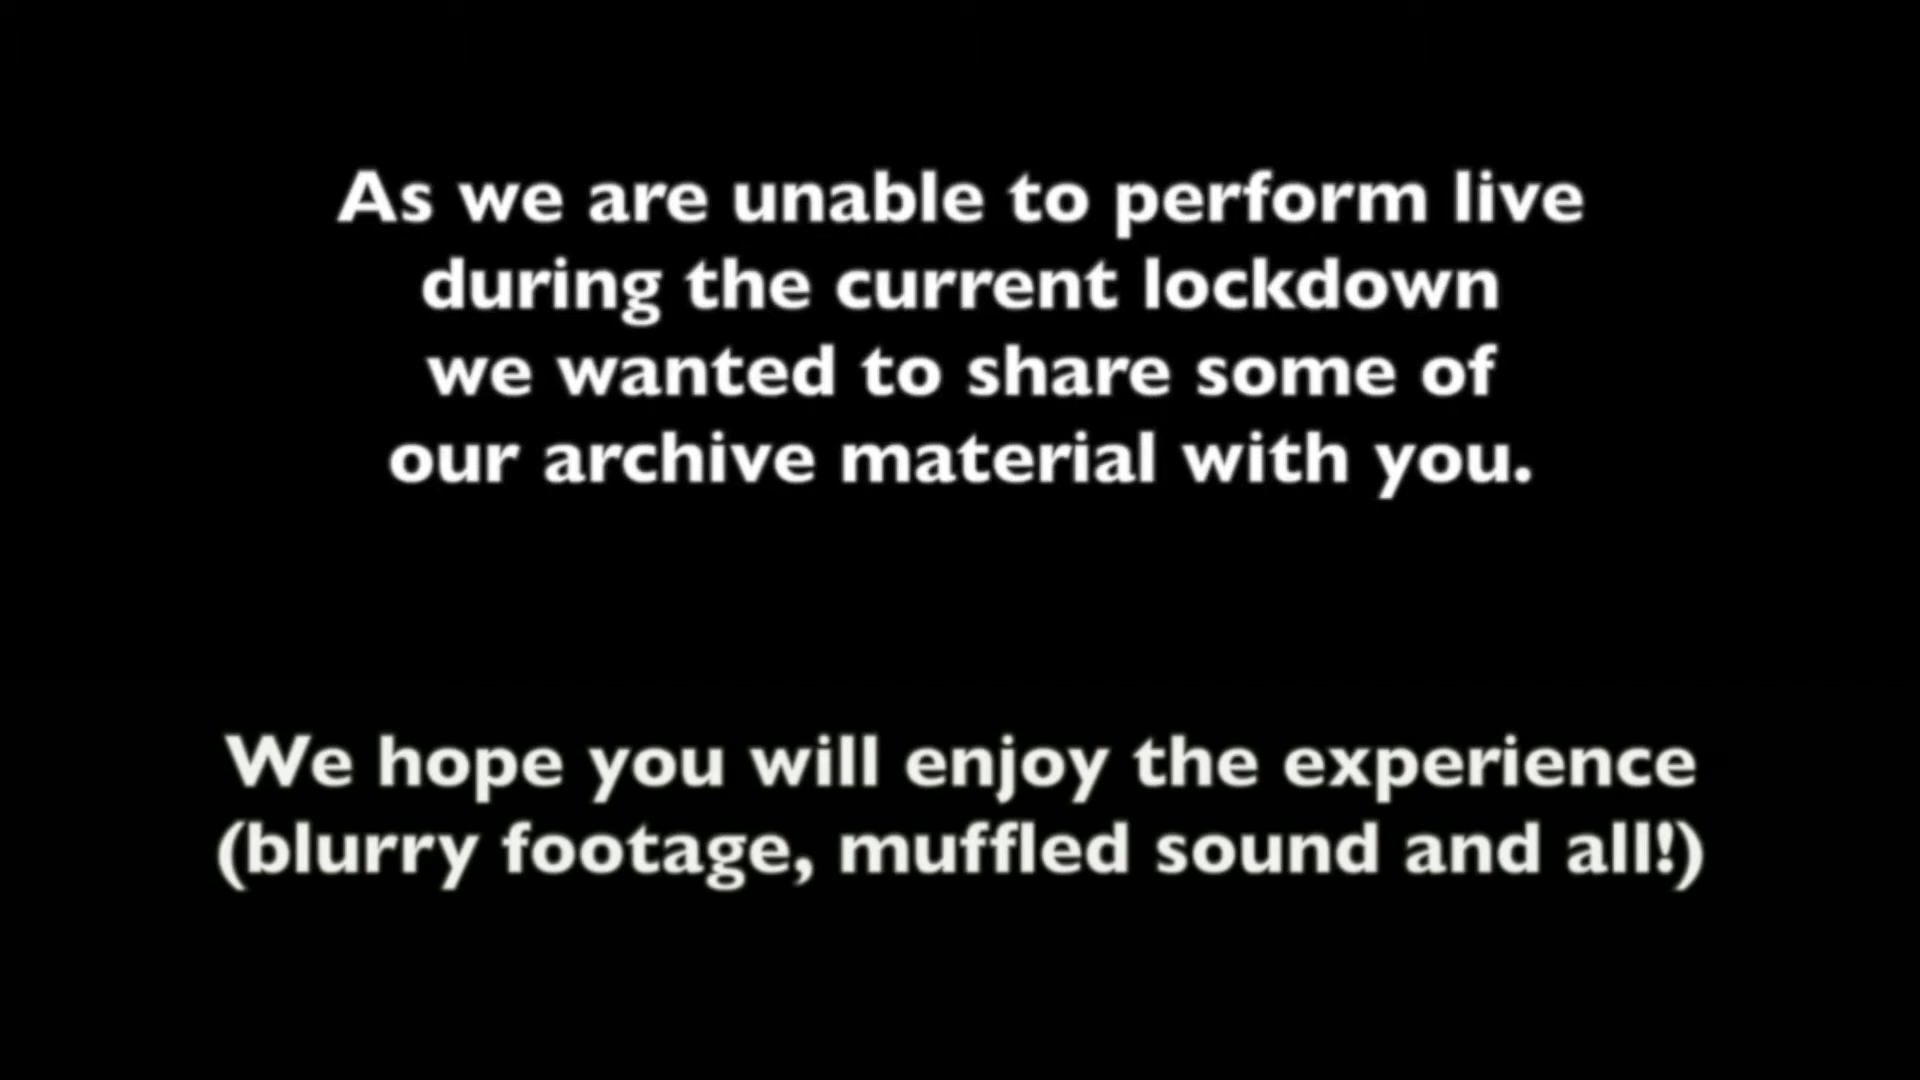 As we are unable to perform live
during the current lockdown
we wanted to share some of
our archive material with you.
We hope you will enjoy the experience
(blurry footage, muffled sound and all!)